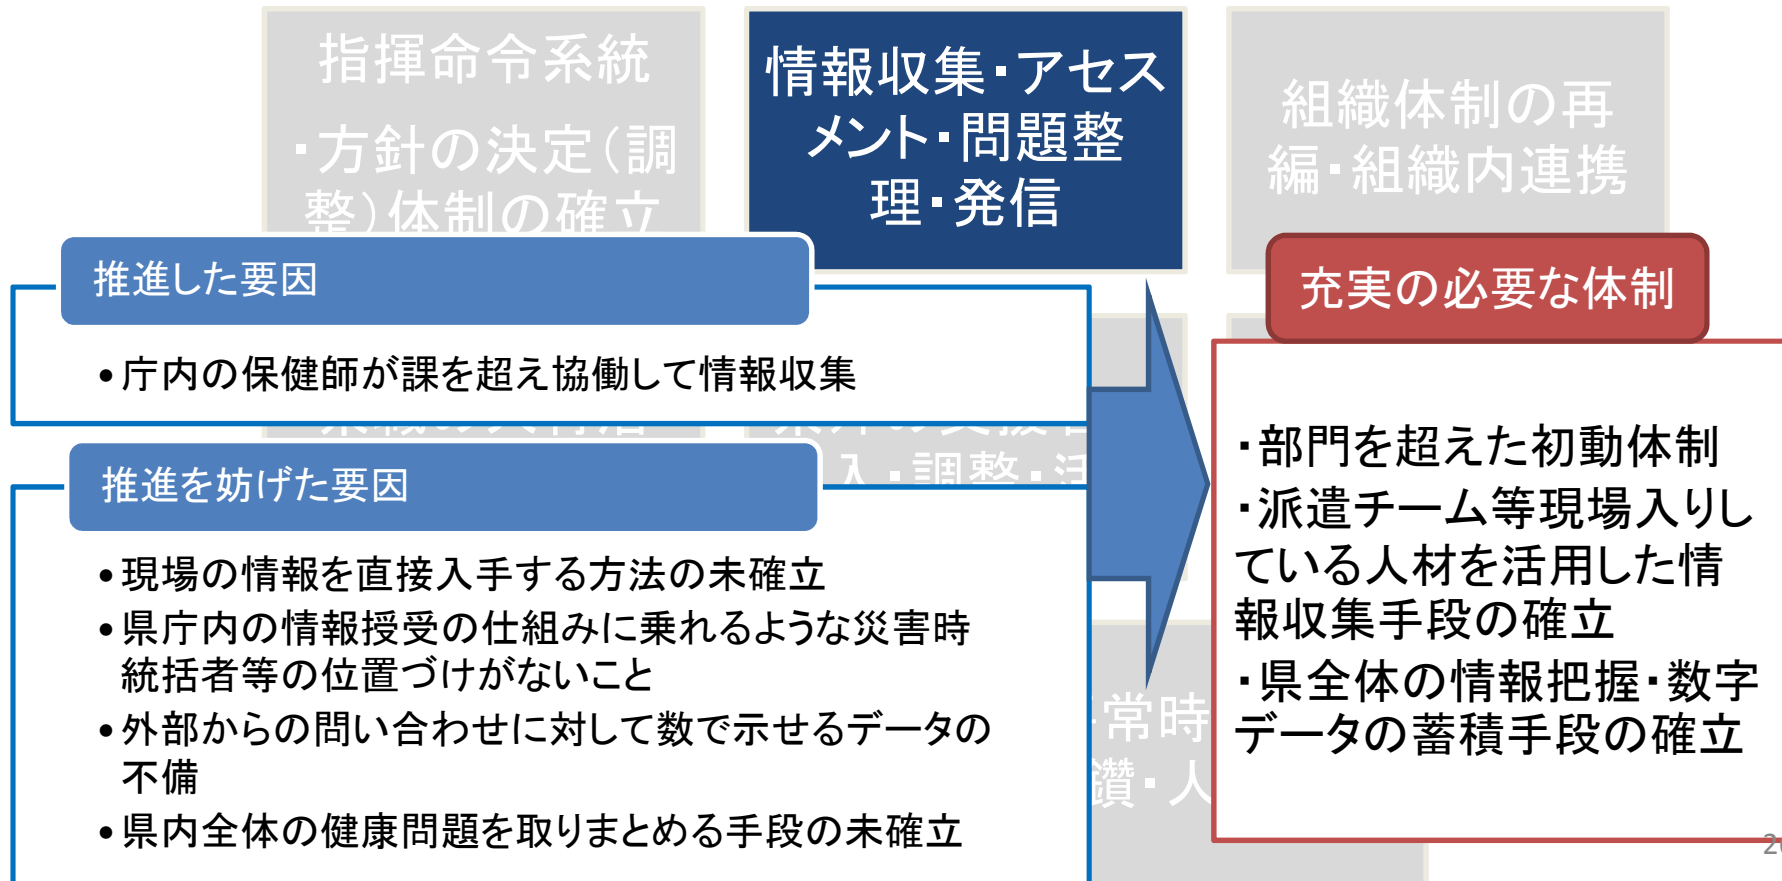 指揮命令系統
・方針の決定(調
整)体制の確立
情報収集・アセス
メント・問題整
理・発信
組織体制の再
編・組織内連携
推進した要因
•庁内の保健師が課を超え協働して情報収集
入・調整・活
推進を妨げた要因
•現場の情報を直接入手する方法の未確立
•県庁内の情報授受の仕組みに乗れるような災害時
統括者等の位置づけがないこと
•外部からの問い合わせに対して数で示せるデータの
不備
•県内全体の健康問題を取りまとめる手段の未確立
常時
鑽・人
充実の必要な体制
・部門を超えた初動体制
・派遣チーム等現場入りし
ている人材を活用した情
報収集手段の確立
・県全体の情報把握・数字
データの蓄積手段の確立